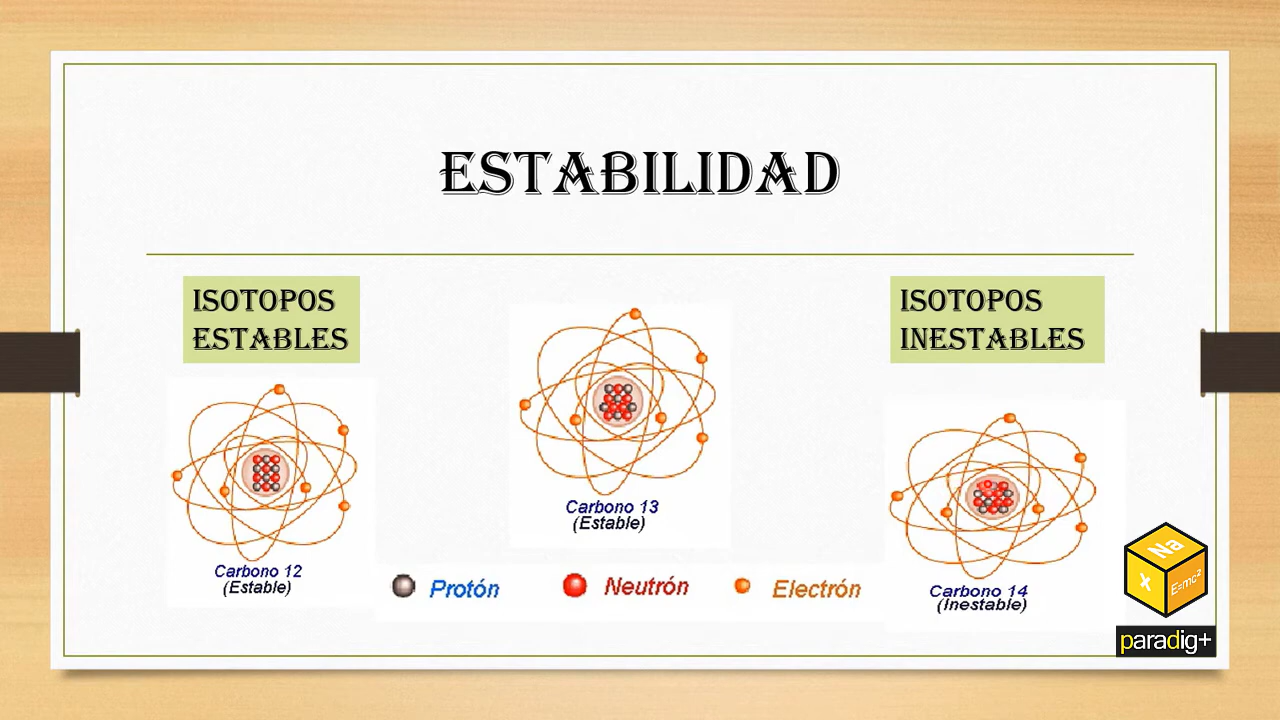 ESTABILIDAD
ISOTOPOS
ESTABLES
ISOTOPOS
INESTABLES
Carbono 12
(Estable)
Carbono 13
(Estable)
Carbono 14
(Inestable)
Protón
Neutrón
Electrón
Na
X
E=mc²
paradig+